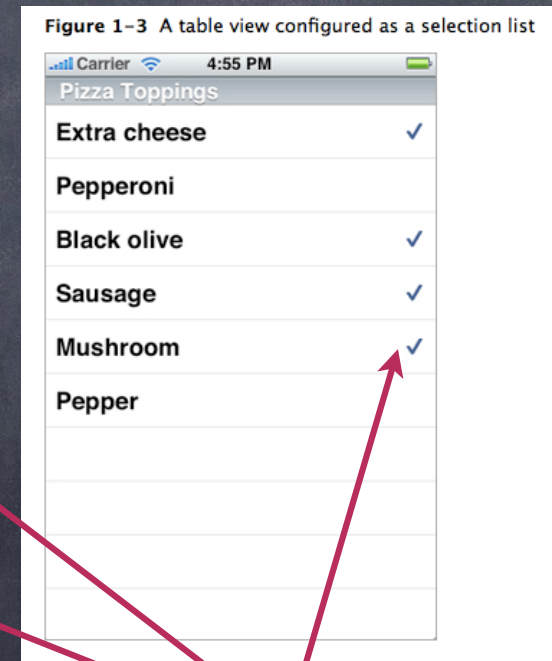 Figure 1-3 A table view configured as a selection list
Carrier 4:55 PM
Pizza Toppings
Extra cheese
Pepperoni
Black olive
Sausage
Mushroom
Pepper